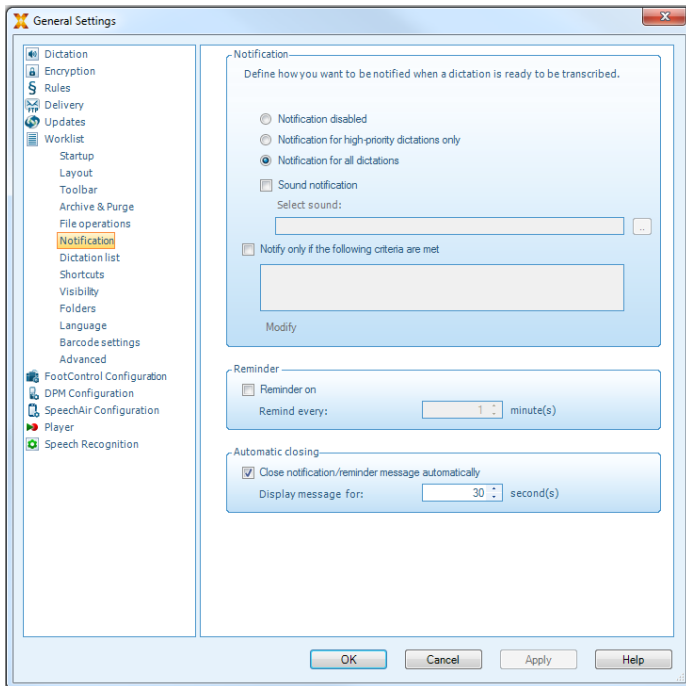 General Settings
Dictation
Encryption
Rules
Delivery
Updates
Worklist
Startup
Layout
Toolbar
Archive & Purge
File operations
Notification
Dictation list
Shortcuts
Visibility
Folders
Language
Barcode settings
Advanced
FootControl Configuration
DPM Configuration
SpeechAir Configuration
Player
Speech Recognition
Notification
Define how you want to be notified when a dictation is ready to be transcribed.
Notification disabled
Notification for high-priority dictations only
Notification for all dictations
Sound notification
Select sound:
..
Notify only if the following criteria are met
Modify
Reminder
Reminder on
Remind every: 1 minute(s)
Automatic closing
Close notification/reminder message automatically
Display message for: 30 second(s)
OK Cancel Apply Help